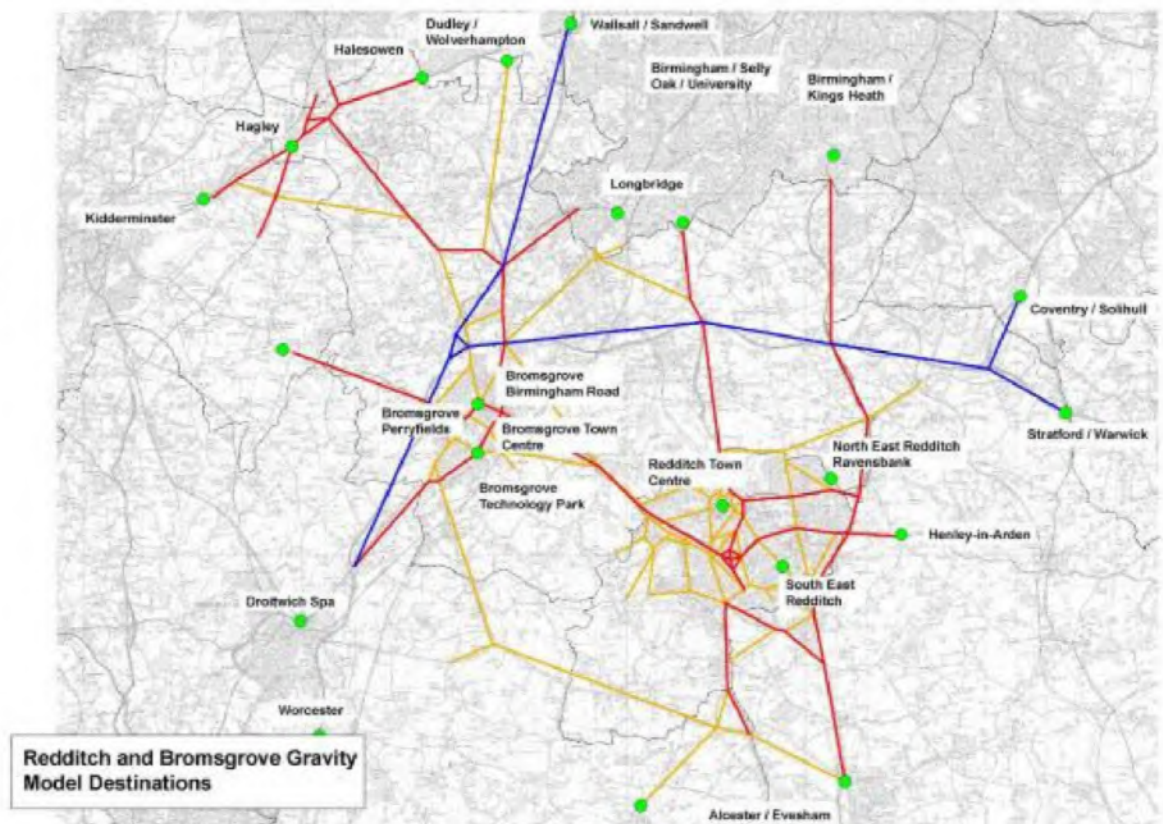 Dudley /
Wolverhampton
Wallsall / Sandwell
Halesowen
Birmingham / Selly
Oak / University
Birmingham /
Kings Heath
Hagley
Longbridge
Kidderminster
Coventry / Solihull
Bromsgrove
Birmingham Road
Bromsgrove
Perryfields
Bromsgrove Town
Centre
Stratford / Warwick
North East Redditch
Ravensbank
Redditch Town
Centre
Bromsgrove
Technology Park
Henley-in-Arden
South East
Redditch
Droitwich Spa
Worcester
Redditch and Bromsgrove Gravity
Model Destinations
Alcester / Evesham